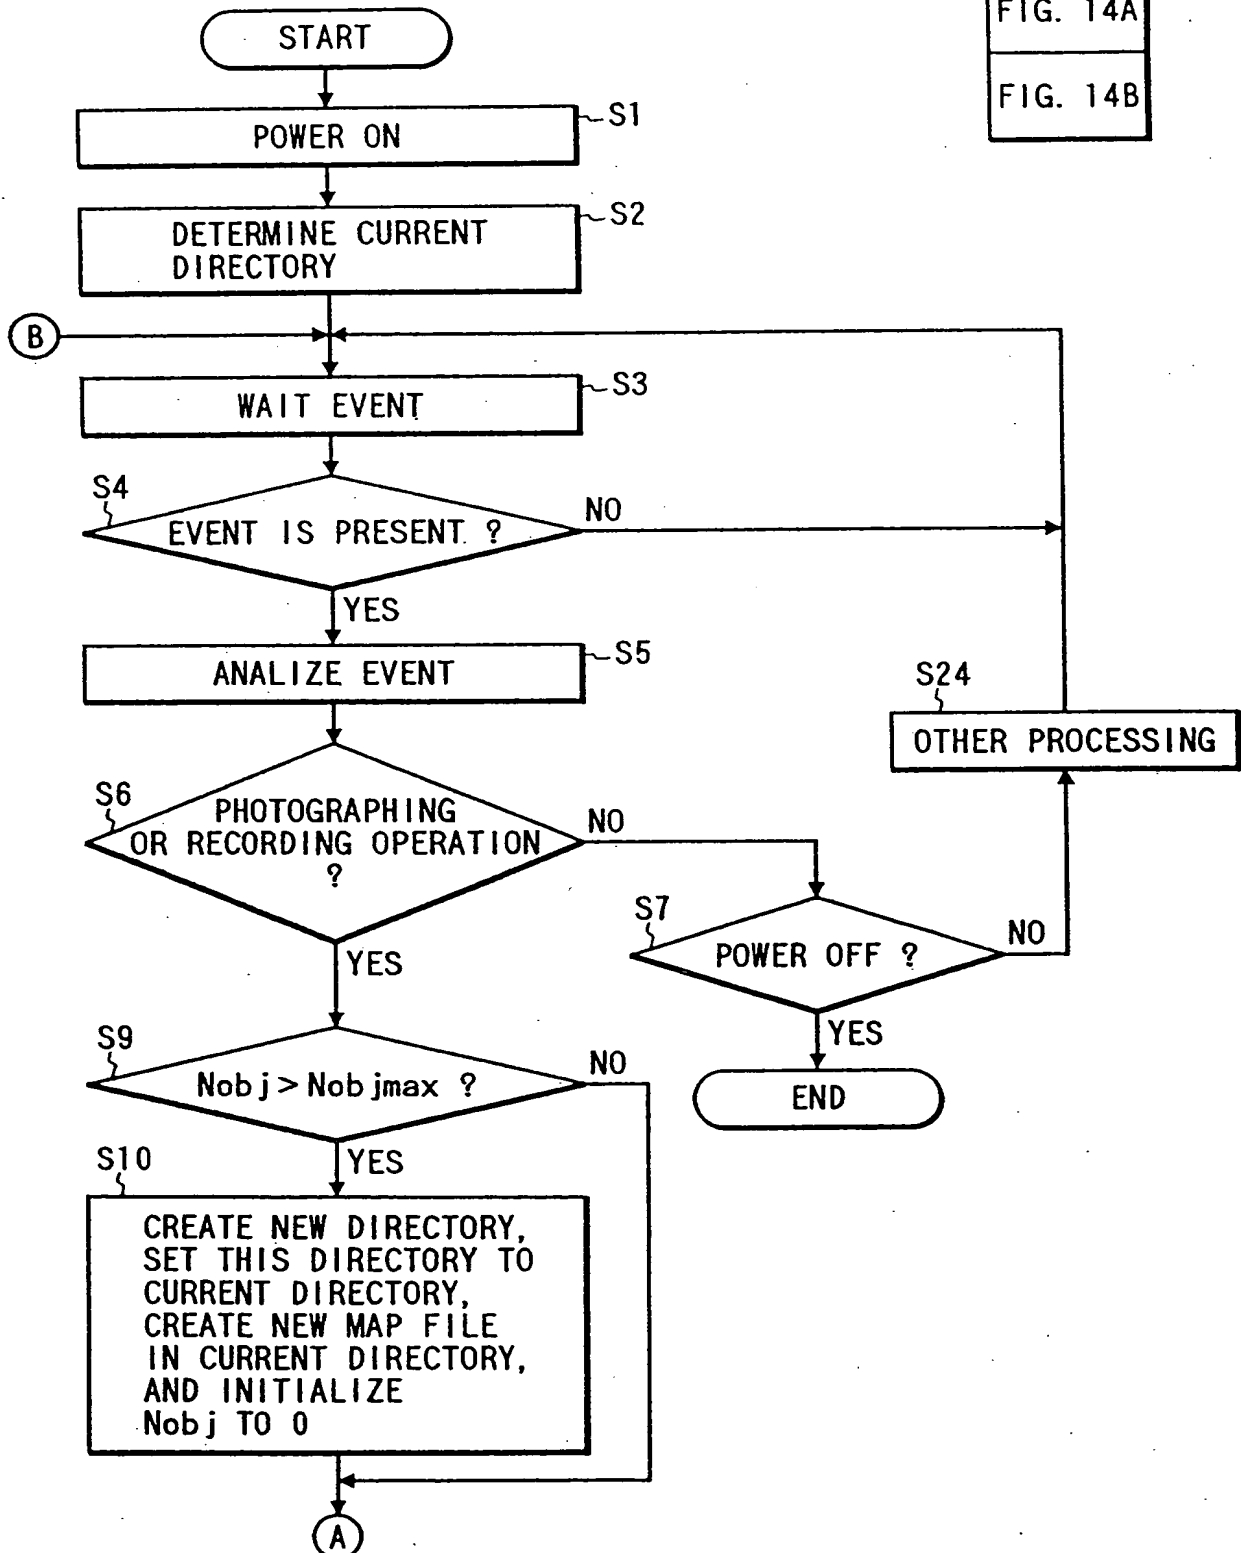 FIG. 14A
FIG. 14B
START
POWER ON
S1
DETERMINE CURRENT
DIRECTORY
S2
B
WAIT EVENT
S3
S4
EVENT IS PRESENT ?
NO
YES
ANALIZE EVENT
S5
S24
OTHER PROCESSING
S6
PHOTOGRAPHING
OR RECORDING OPERATION
?
NO
YES
S7
POWER OFF ?
NO
YES
END
S9
Nobj>Nobjmax ?
NO
YES
S10
CREATE NEW DIRECTORY,
SET THIS DIRECTORY TO
CURRENT DIRECTORY,
CREATE NEW MAP FILE
IN CURRENT DIRECTORY,
AND INITIALIZE
Nobj TO 0
A